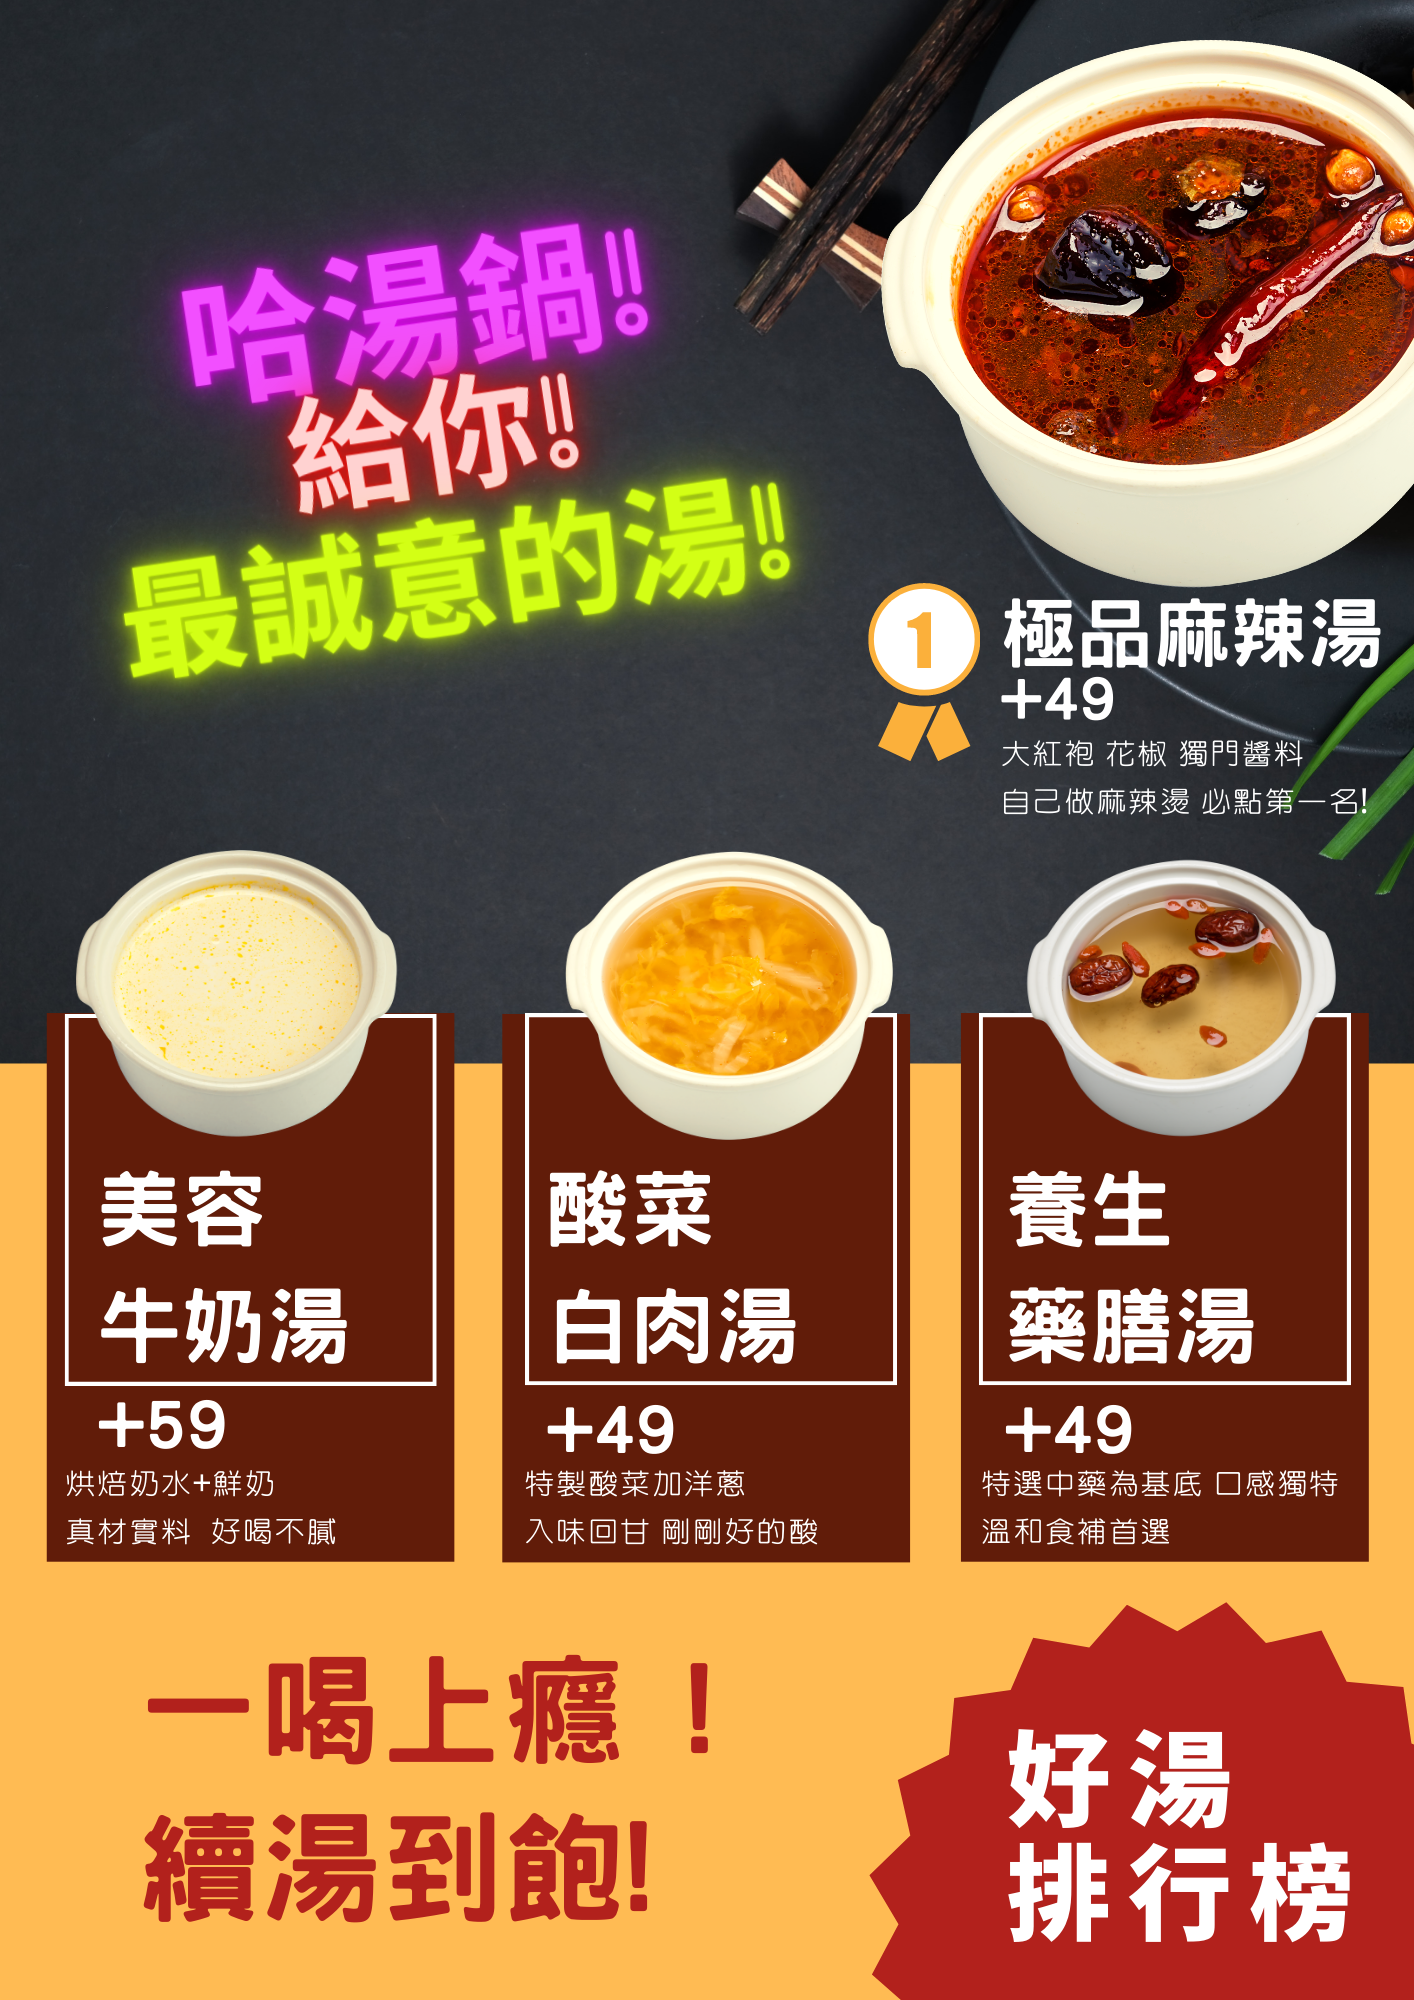 哈湯鍋!!
給你!!
最誠意的湯!!
1
極品麻辣湯
+49
大紅袍 花椒 獨門醬料
自己做麻辣燙 必點第一名!
美容
牛奶湯
+59
烘焙奶水+鮮奶
真材實料 好喝不膩
酸菜
白肉湯
+49
特製酸菜加洋蔥
入味回甘 剛剛好的酸
養生
藥膳湯
+49
特選中藥為基底 口感獨特
溫和食補首選
一喝上癮！
續湯到飽!
好湯
排行榜